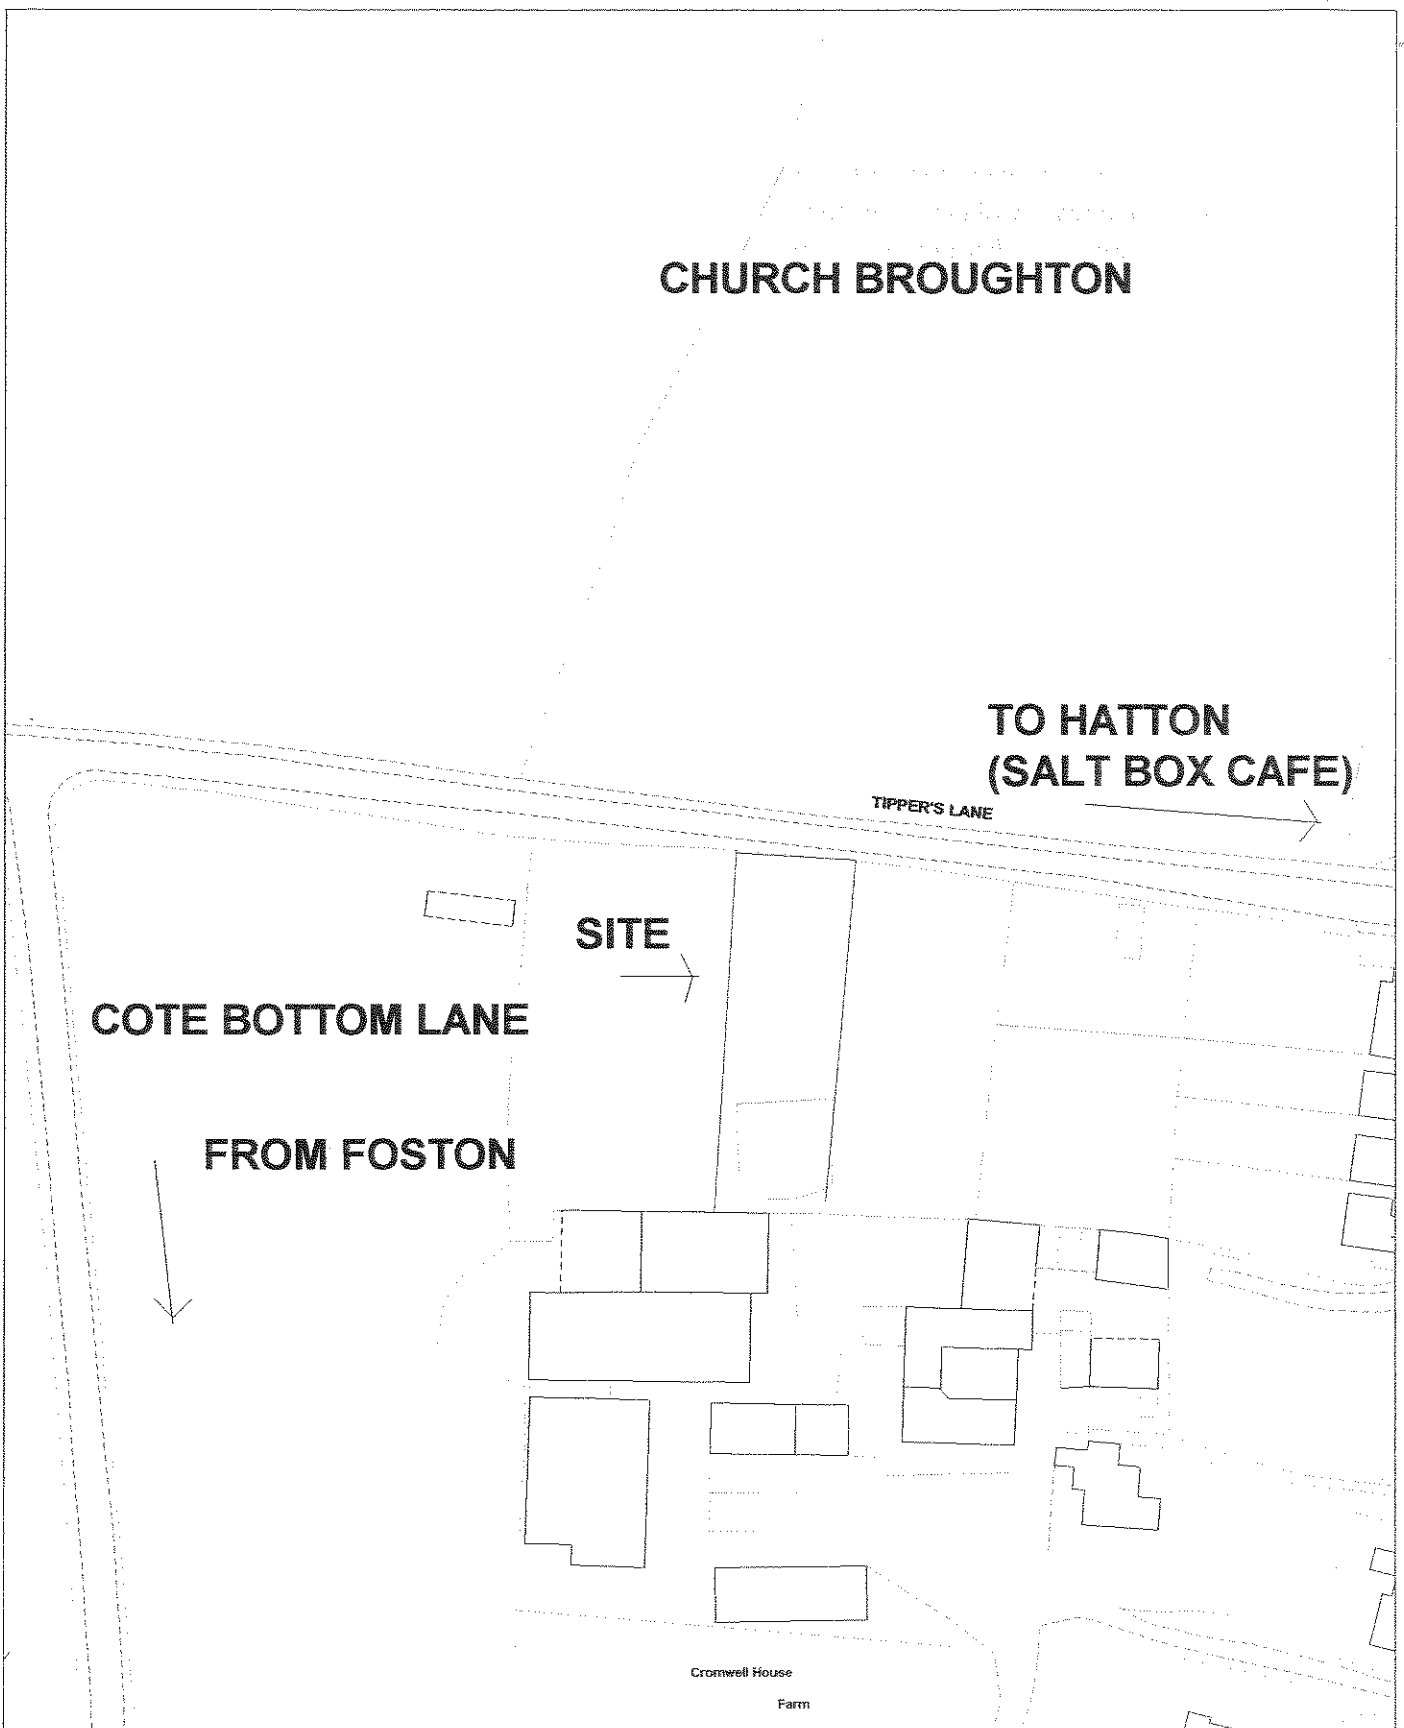 CHURCH BROUGHTON
TO HATTON
(SALT BOX CAFE)
TIPPER'S LANE
SITE
COTE BOTTOM LANE
FROM FOSTON
Cromwell House
Farm